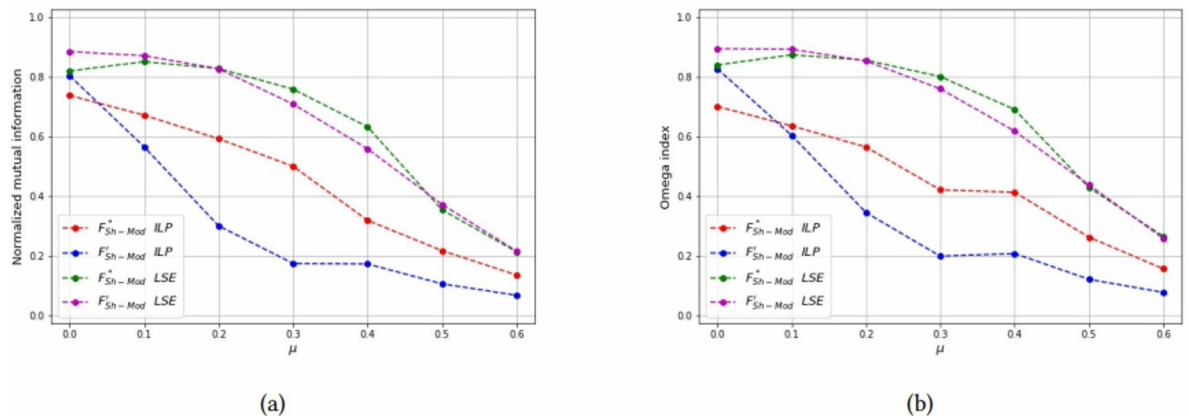 1.0
0.8
0.6
0.4
0.2
0.0
Normalized mutual information
F*Sh−Mod ILP
F′Sh−Mod ILP
F*Sh−Mod LSE
F′Sh−Mod LSE
0.0 0.1 0.2 0.3 0.4 0.5 0.6
μ
(a)
1.0
0.8
0.6
0.4
0.2
0.0
Omega index
F*Sh−Mod ILP
F′Sh−Mod ILP
F*Sh−Mod LSE
F′Sh−Mod LSE
0.0 0.1 0.2 0.3 0.4 0.5 0.6
μ
(b)